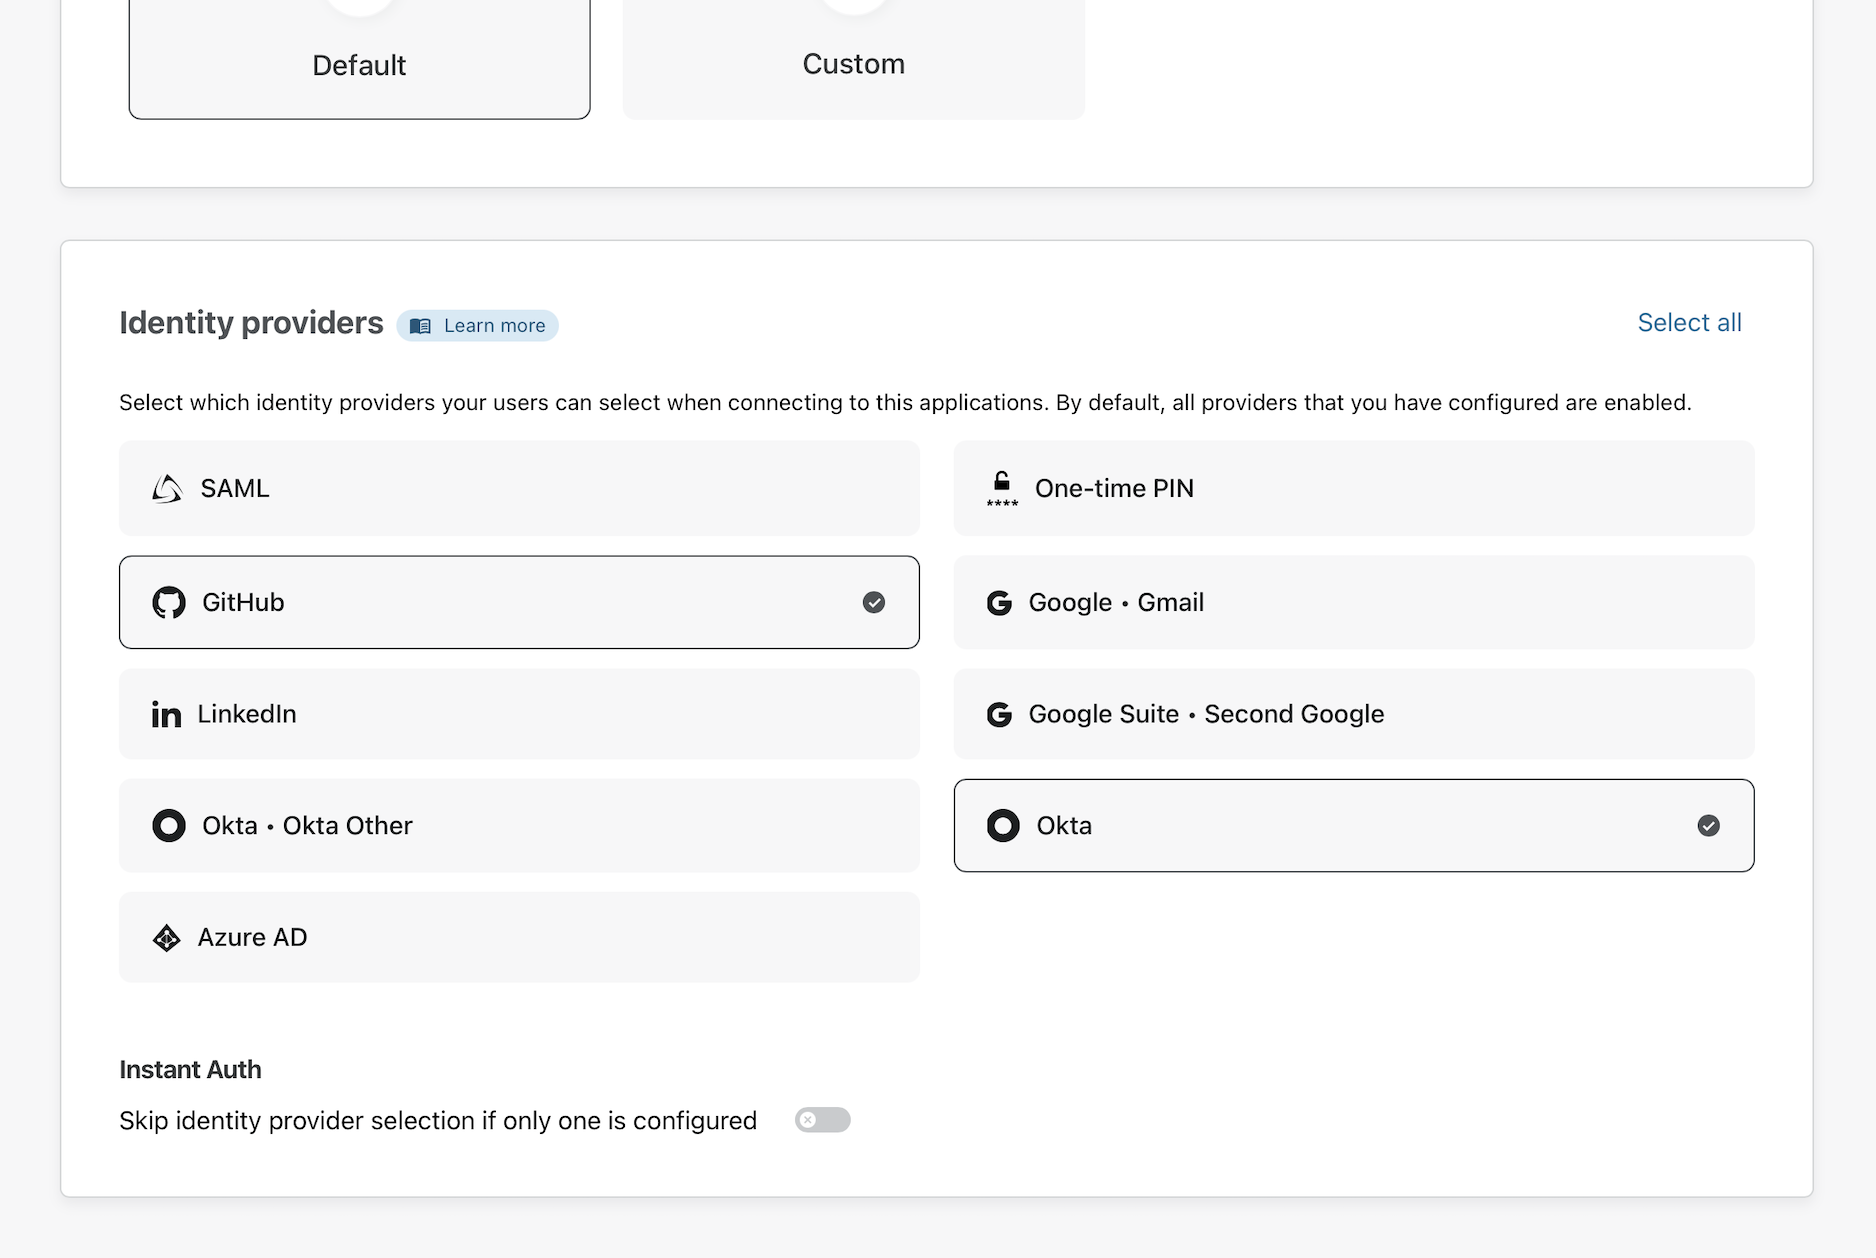 Default
Custom
Identity providers
Learn more
Select all
Select which identity providers your users can select when connecting to this applications. By default, all providers that you have configured are enabled.
SAML
**** One-time PIN
GitHub
Google • Gmail
in LinkedIn
Google Suite • Second Google
Okta • Okta Other
Okta
Azure AD
Instant Auth
Skip identity provider selection if only one is configured